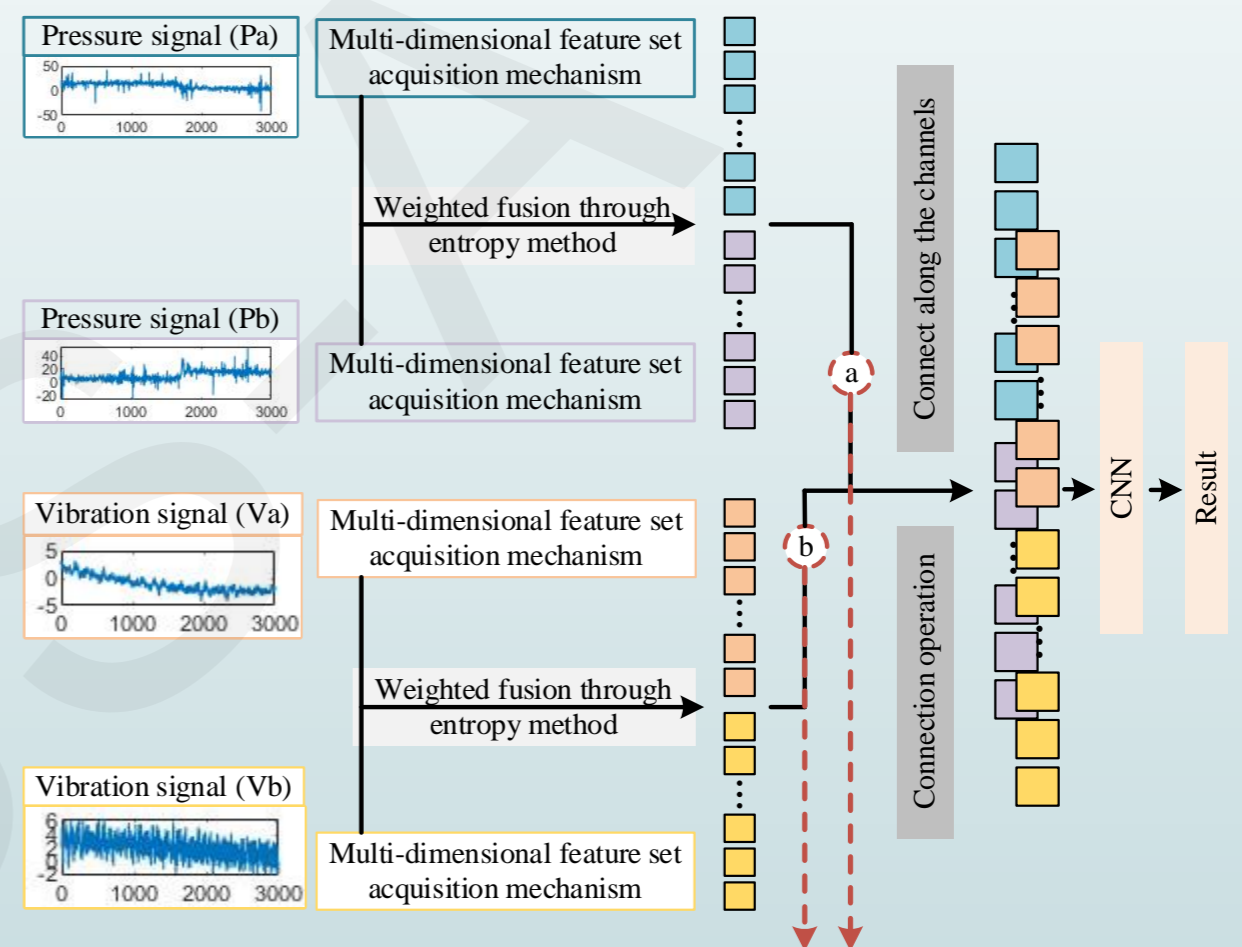 Pressure signal (Pa)
50
0
-50
0 1000 2000 3000
Multi-dimensional feature set
acquisition mechanism
Weighted fusion through
entropy method
Pressure signal (Pb)
40
20
0
-20
0 1000 2000 3000
Multi-dimensional feature set
acquisition mechanism
Vibration signal (Va)
5
0
-5
0 1000 2000 3000
Multi-dimensional feature set
acquisition mechanism
Weighted fusion through
entropy method
Vibration signal (Vb)
6
4
2
0
-2
0 1000 2000 3000
Multi-dimensional feature set
acquisition mechanism
a
b
Connect along the channels
Connection operation
CNN
Result